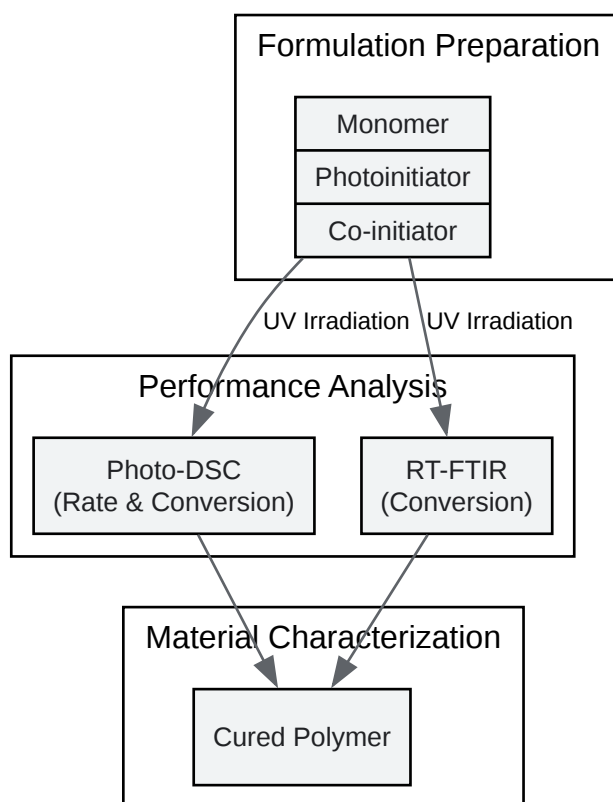 Formulation Preparation
Monomer
Photoinitiator
Co-initiator
UV Irradiation
UV Irradiation
Performance Analysis
Photo-DSC
(Rate & Conversion)
RT-FTIR
(Conversion)
Material Characterization
Cured Polymer